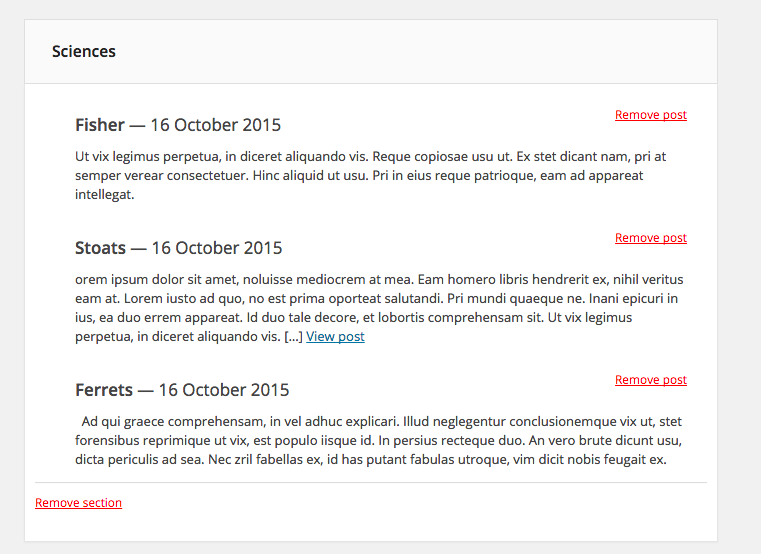 Sciences
Fisher — 16 October 2015
Remove post
Ut vix legimus perpetua, in diceret aliquando vis. Reque copiosae usu ut. Ex stet dicant nam, pri at
semper verear consectetuer. Hinc aliquid ut usu. Pri in eius reque patrioque, eam ad appareat
intellegat.
Stoats — 16 October 2015
Remove post
orem ipsum dolor sit amet, noluisse mediocrem at mea. Eam homero libris hendrerit ex, nihil veritus
eam at. Lorem iusto ad quo, no est prima oporteat salutandi. Pri mundi quaeque ne. Inani epicuri in
ius, ea duo errem appareat. Id duo tale decore, et lobortis comprehensam sit. Ut vix legimus
perpetua, in diceret aliquando vis. [...] View post
Ferrets — 16 October 2015
Remove post
Ad qui graece comprehensam, in vel adhuc explicari. Illud neglegentur conclusionemque vix ut, stet
forensibus reprimique ut vix, est populo iisque id. In persius recteque duo. An vero brute dicunt usu,
dicta periculis ad sea. Nec zril fabellas ex, id has putant fabulas utroque, vim dicit nobis feugait ex.
Remove section